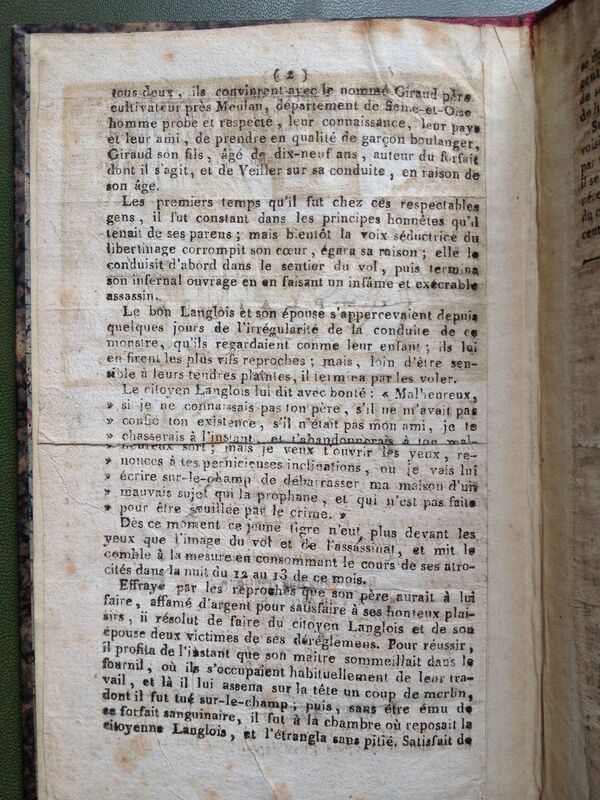 ( 2 )
tous deux, ils convinrent avec le nommé Giraud père
cultivateur près Meulan, département de Seine-et-Oise
homme probe et respecté, leur connaissance, leur pays
et leur ami, de prendre en qualité de garçon boulanger,
Giraud son fils, âgé de dix-neuf ans, auteur du forfait
dont il s'agit, et de Veiller sur sa conduite, en raison de
son âge.
Les premiers temps qu'il fut chez ces respectables
gens, il fut constant dans les principes honnêtes qu'il
tenait de ses parens; mais bientôt la voix séductrice du
libertinage corrompit son cœur, égara sa raison; elle le
conduisit d'abord dans le sentier du vol, puis termina
son infernal ouvrage en en faisant un infâme et exécrable
assassin.
Le bon Langlois et son épouse s'appercevaient depuis
quelques jours de l'irrégularité de la conduite de ce
monstre, qu'ils regardaient conme leur enfant; ils lui
en firent les plus vifs reproches; mais, loin d'être sen-
sible à leurs tendres plaintes, il termina par les voler.
Le citoyen Langlois lui dit avec bonté: « Malheureux,
» si je ne connaissais pas ton père, s'il ne m'avait pas
» confié ton existence, s'il n'était pas mon ami, je te
» chasserais à l'instant, et t'abandonnerais à ton mal-
heureux sort; mais je veux t'ouvrir les yeux, re-
» nonces à tes pernicieuses inclinations, ou je vais lui
» écrire sur-le-champ de débarrasser ma maison d'un
» mauvais sujet qui la prophane, et qui n'est pas faite
» pour être souillée par le crime. »
Dès ce moment ce jeune tigre n'eut plus devant les
yeux que l'image du vol et de l'assassinat, et mit le
comble à la mesure en consommant le cours de ses atro-
cités dans la nuit du 12 au 13 de ce mois.
Effrayé par les reproches que son père aurait à lui
faire, affamé d'argent pour satisfaire à ses honteux plai-
sirs, il résolut de faire du citoyen Langlois et de son
épouse deux victimes de ses déréglemens. Pour réussir,
il profita de l'instant que son maître sommeillait dans le
fournil, où ils s'occupaient habituellement de leur tra-
vail, et là il lui assena sur la tête un coup de merlin,
dont il fut tué sur-le-champ; puis, sans être ému de
ce forfait sanguinaire, il fut à la chambre où reposait la
citoyenne Langlois, et l'étrangla sans pitié. Satisfait de